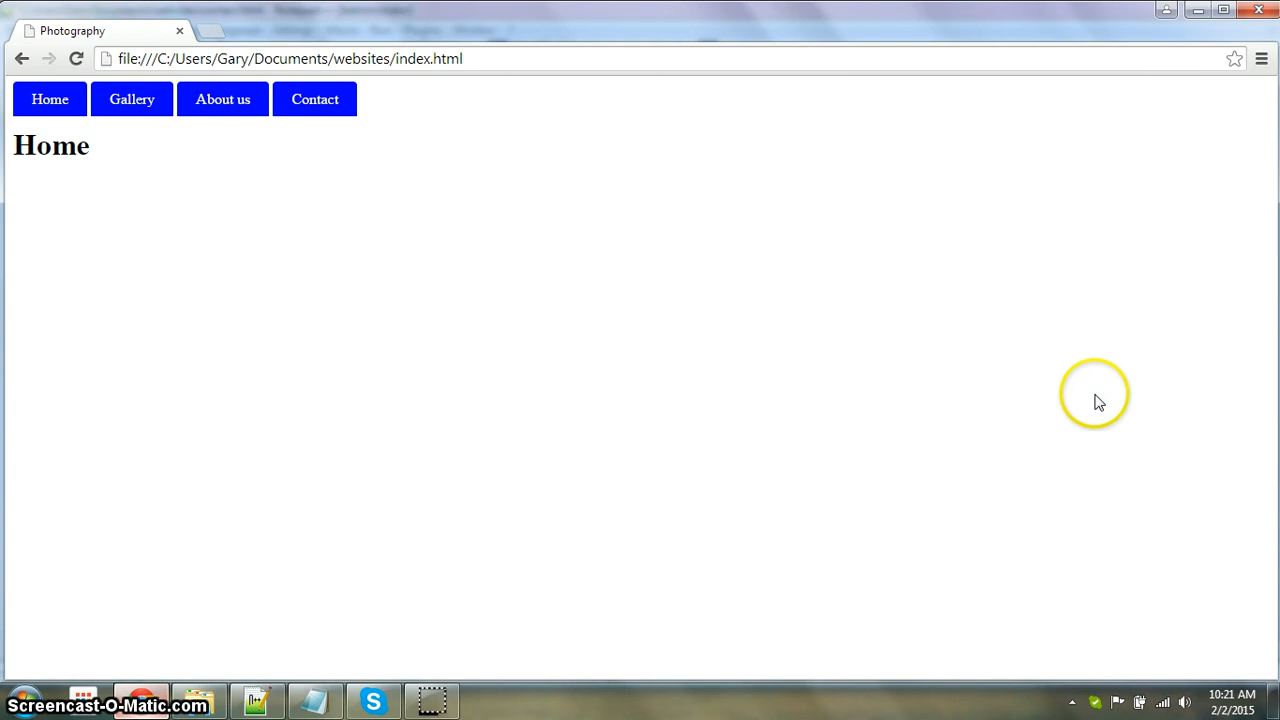 Photography
file:///C:/Users/Gary/Documents/websites/index.html
Home Gallery About us Contact
Home
10:21 AM
2/2/2015
Screencast-O-Matic.com